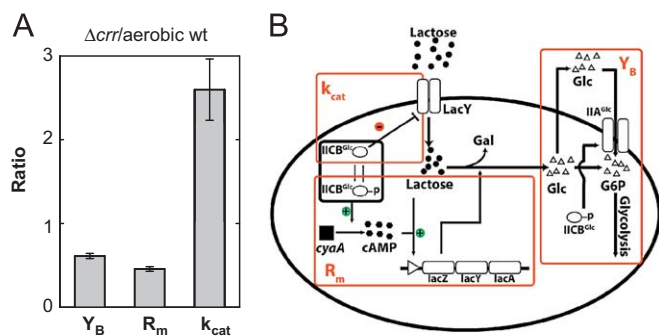 A
Δcrr/aerobic wt
3
2
1
0
Ratio
Y_B
R_m
k_cat
B
Lactose
k_cat
LacY
IICB^Glc
IICB^Glc -p
cyaA
cAMP
Lactose
R_m
lacZ
lacY
lacA
Gal
Glc
Glc
Y_B
IIA^Glc
G6P
-p
IICB^Glc
Glycolysis